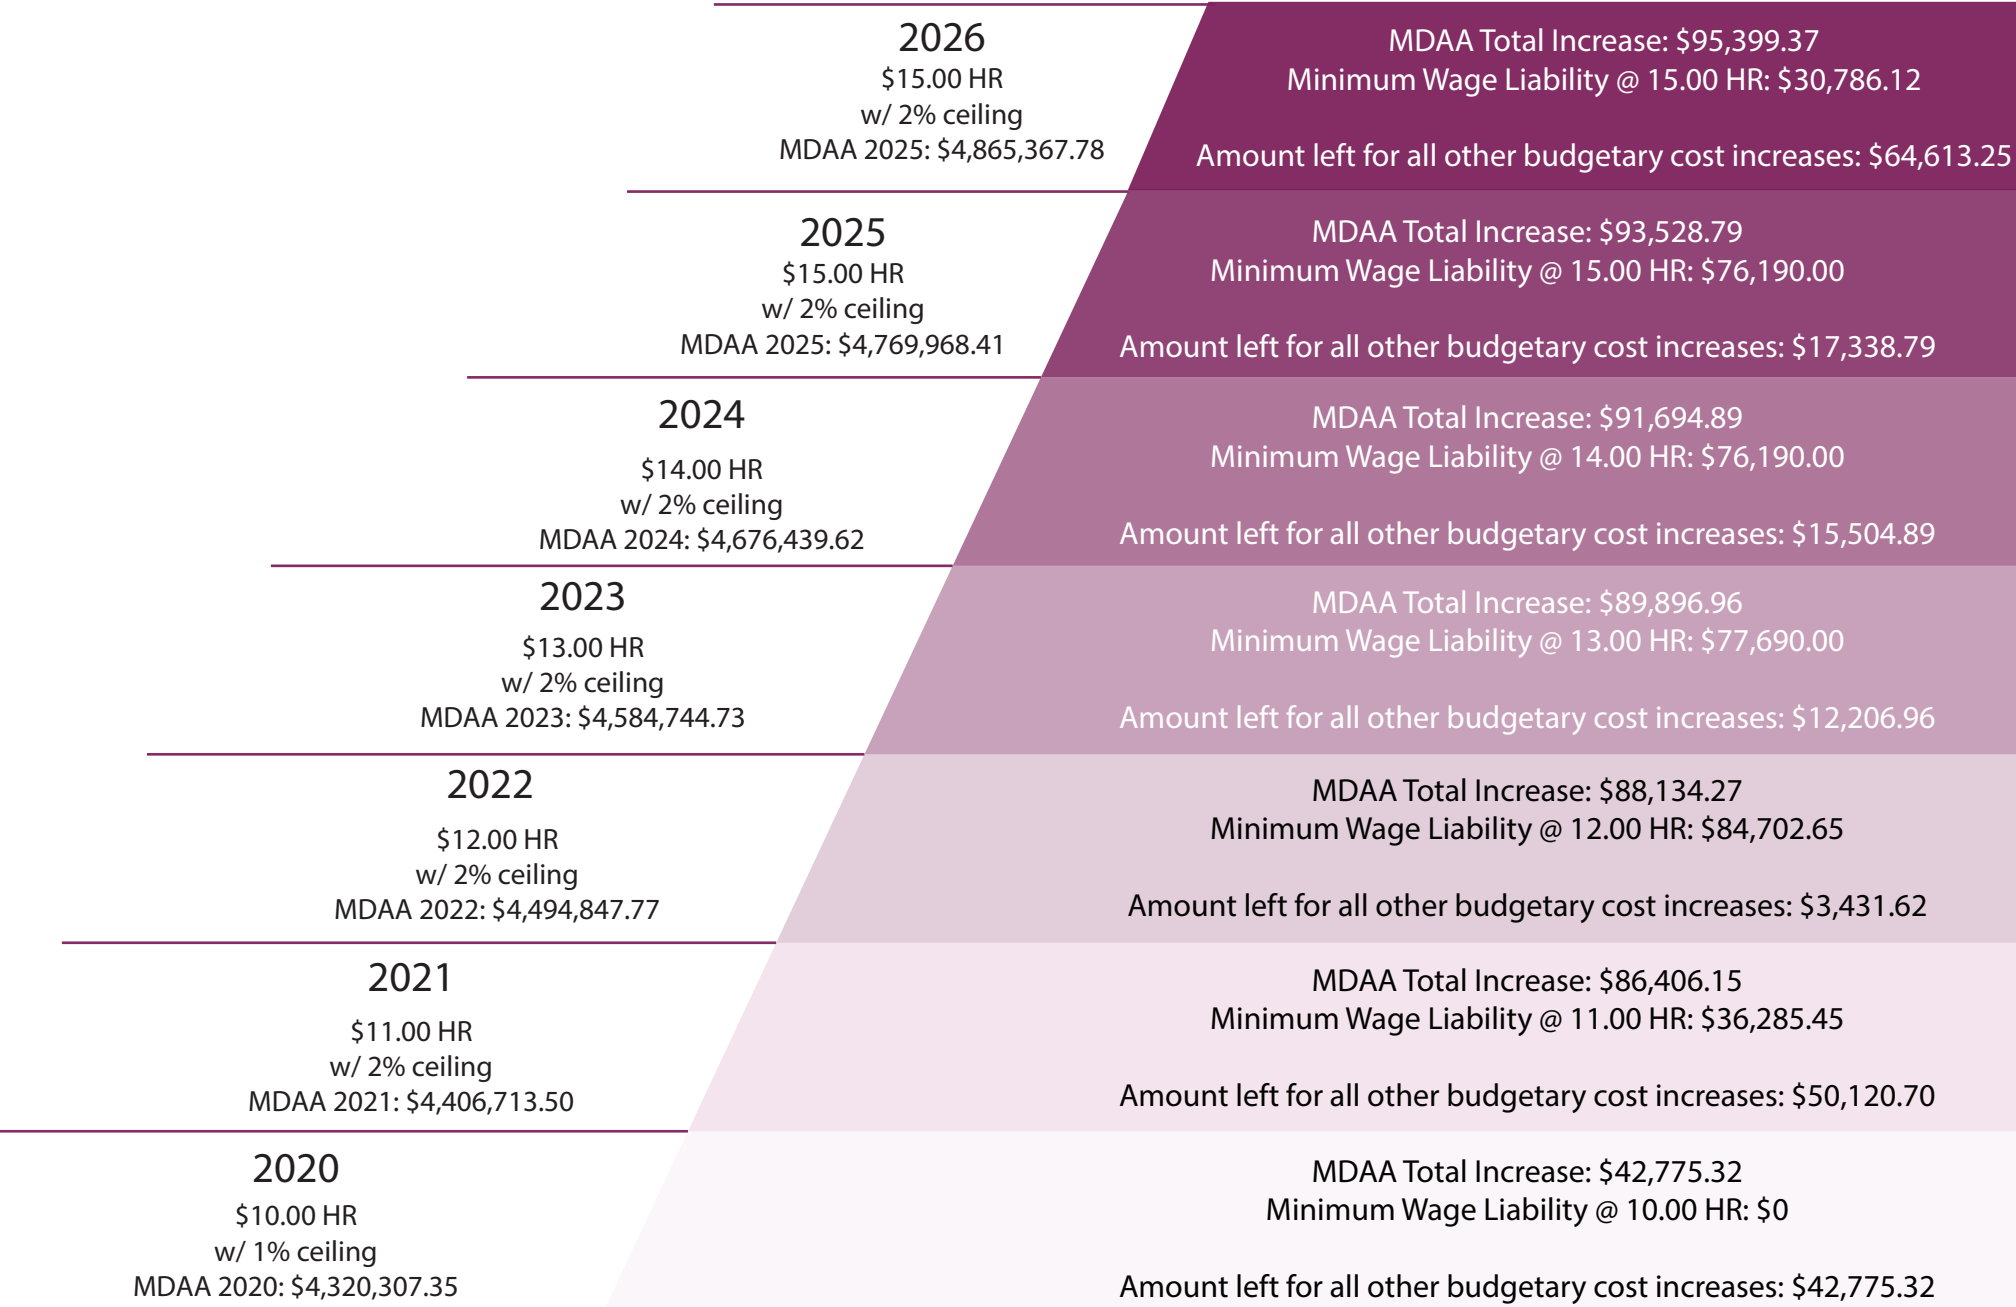 2026
$15.00 HR
w/ 2% ceiling
MDAA 2025: $4,865,367.78
MDAA Total Increase: $95,399.37
Minimum Wage Liability @ 15.00 HR: $30,786.12
Amount left for all other budgetary cost increases: $64,613.25
2025
$15.00 HR
w/ 2% ceiling
MDAA 2025: $4,769,968.41
MDAA Total Increase: $93,528.79
Minimum Wage Liability @ 15.00 HR: $76,190.00
Amount left for all other budgetary cost increases: $17,338.79
2024
$14.00 HR
w/ 2% ceiling
MDAA 2024: $4,676,439.62
MDAA Total Increase: $91,694.89
Minimum Wage Liability @ 14.00 HR: $76,190.00
Amount left for all other budgetary cost increases: $15,504.89
2023
$13.00 HR
w/ 2% ceiling
MDAA 2023: $4,584,744.73
MDAA Total Increase: $89,896.96
Minimum Wage Liability @ 13.00 HR: $77,690.00
Amount left for all other budgetary cost increases: $12,206.96
2022
$12.00 HR
w/ 2% ceiling
MDAA 2022: $4,494,847.77
MDAA Total Increase: $88,134.27
Minimum Wage Liability @ 12.00 HR: $84,702.65
Amount left for all other budgetary cost increases: $3,431.62
2021
$11.00 HR
w/ 2% ceiling
MDAA 2021: $4,406,713.50
MDAA Total Increase: $86,406.15
Minimum Wage Liability @ 11.00 HR: $36,285.45
Amount left for all other budgetary cost increases: $50,120.70
2020
$10.00 HR
w/ 1% ceiling
MDAA 2020: $4,320,307.35
MDAA Total Increase: $42,775.32
Minimum Wage Liability @ 10.00 HR: $0
Amount left for all other budgetary cost increases: $42,775.32